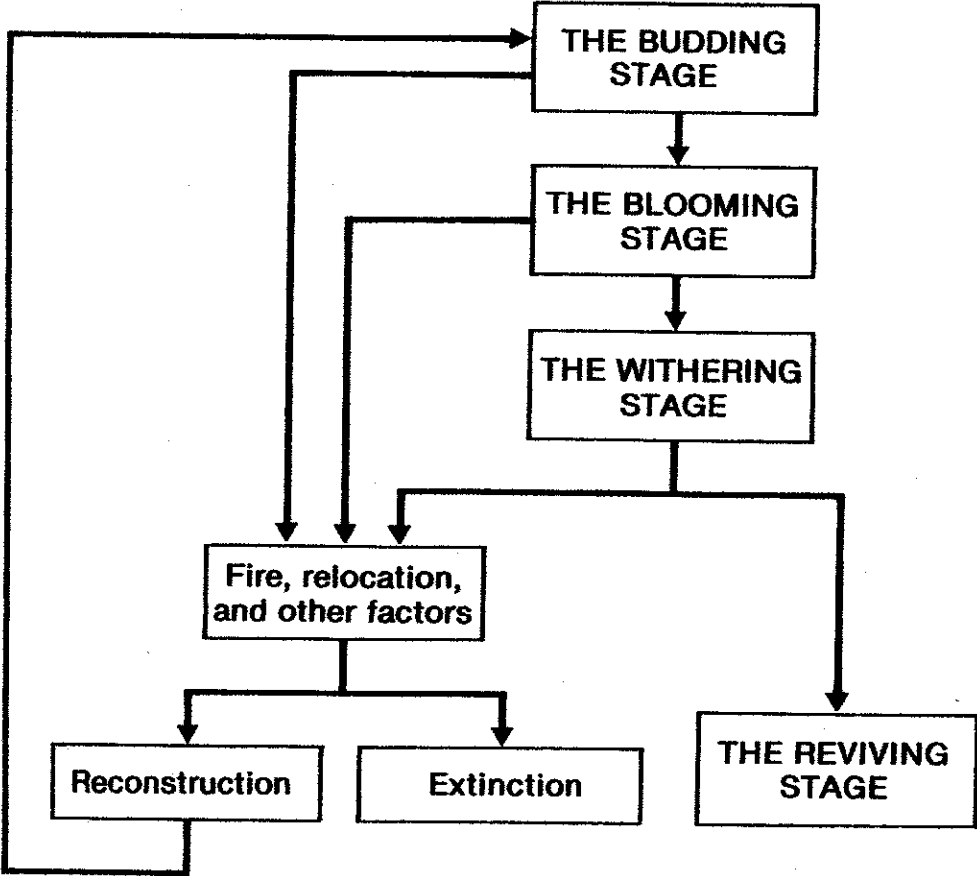 THE BUDDING
STAGE
THE BLOOMING
STAGE
THE WITHERING
STAGE
Fire, relocation,
and other factors
Reconstruction
Extinction
THE REVIVING
STAGE